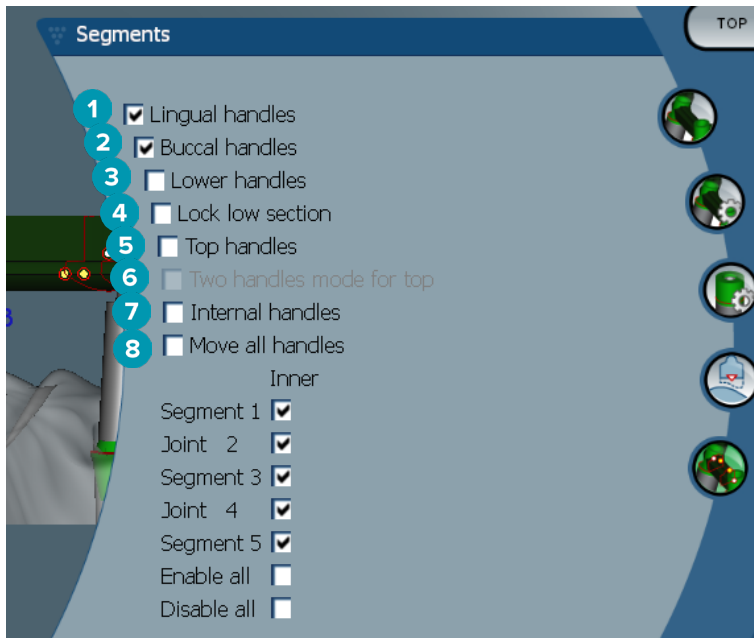 Segments
TOP
1 Lingual handles
2 Buccal handles
3 Lower handles
4 Lock low section
5 Top handles
6 Two handles mode for top
7 Internal handles
8 Move all handles
Inner
Segment 1
Joint 2
Segment 3
Joint 4
Segment 5
Enable all
Disable all